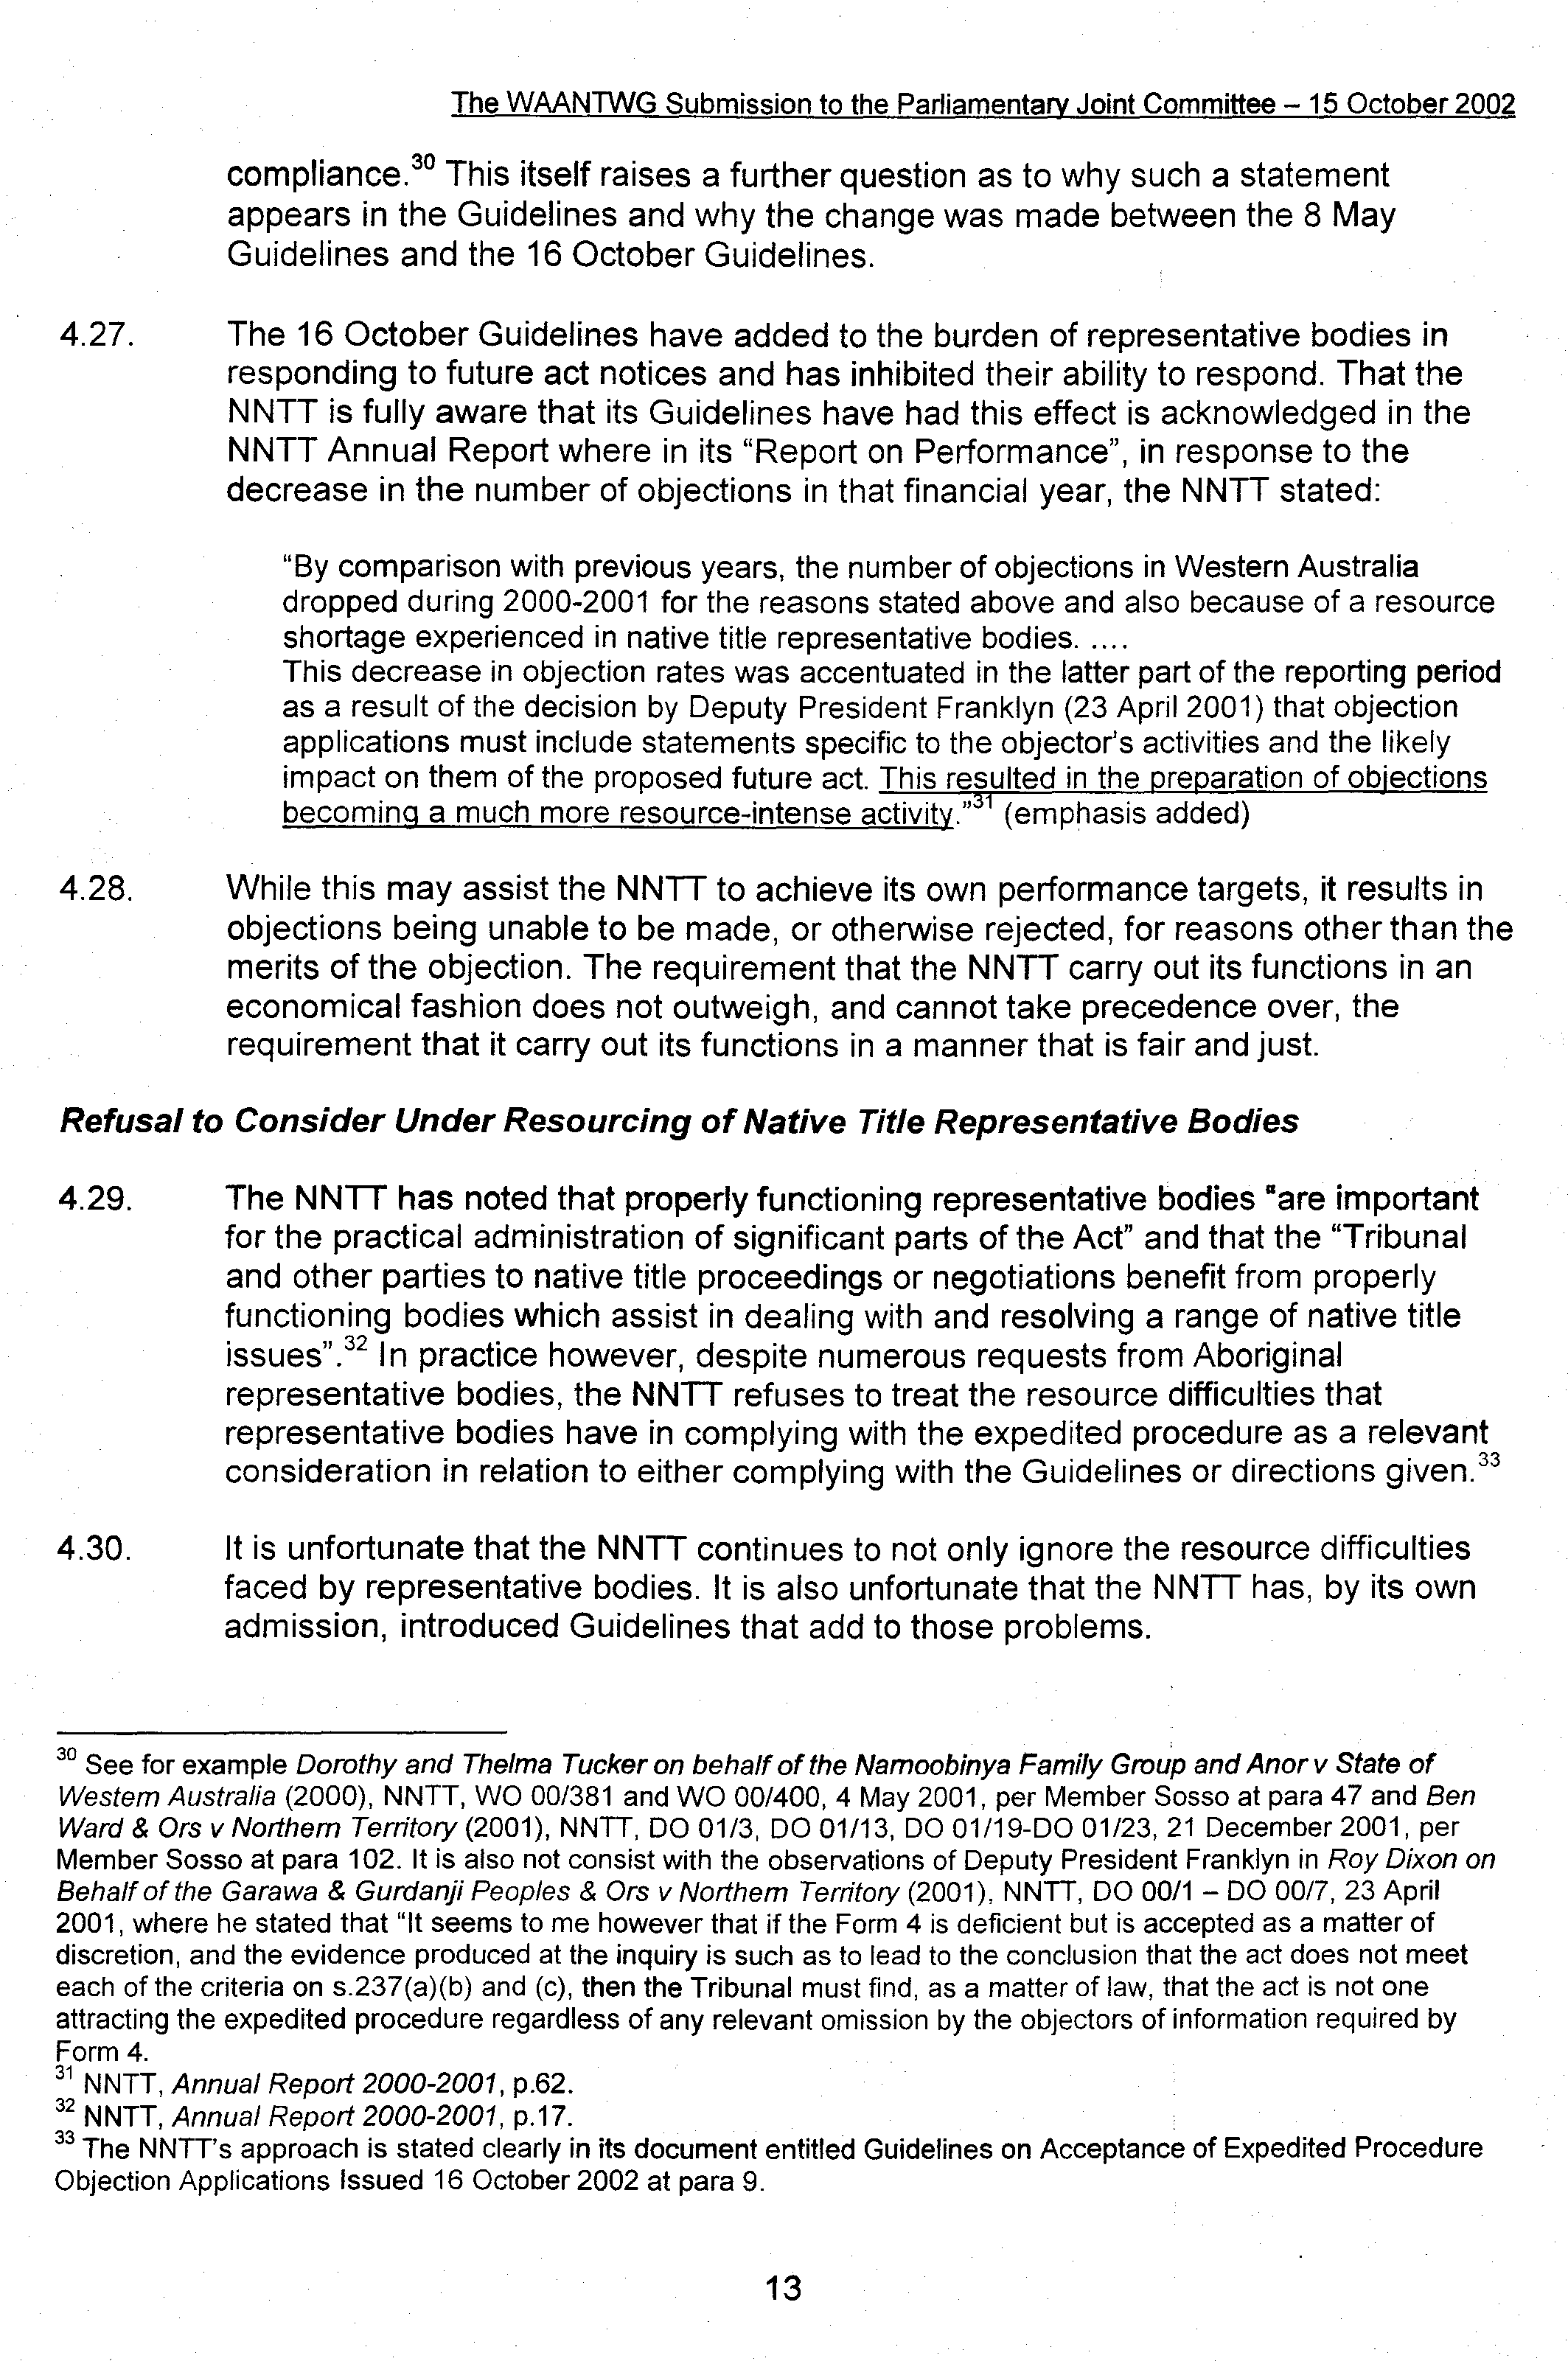 The WAANTWG Submission to the Parliamentary Joint Committee – 15 October 2002
compliance.30 This itself raises a further question as to why such a statement
appears in the Guidelines and why the change was made between the 8 May
Guidelines and the 16 October Guidelines.
4.27. The 16 October Guidelines have added to the burden of representative bodies in
responding to future act notices and has inhibited their ability to respond. That the
NNTT is fully aware that its Guidelines have had this effect is acknowledged in the
NNTT Annual Report where in its “Report on Performance”, in response to the
decrease in the number of objections in that financial year, the NNTT stated:
“By comparison with previous years, the number of objections in Western Australia
dropped during 2000-2001 for the reasons stated above and also because of a resource
shortage experienced in native title representative bodies. ....
This decrease in objection rates was accentuated in the latter part of the reporting period
as a result of the decision by Deputy President Franklyn (23 April 2001) that objection
applications must include statements specific to the objector's activities and the likely
impact on them of the proposed future act. This resulted in the preparation of objections
becoming a much more resource-intense activity.”31 (emphasis added)
4.28. While this may assist the NNTT to achieve its own performance targets, it results in
objections being unable to be made, or otherwise rejected, for reasons other than the
merits of the objection. The requirement that the NNTT carry out its functions in an
economical fashion does not outweigh, and cannot take precedence over, the
requirement that it carry out its functions in a manner that is fair and just.
Refusal to Consider Under Resourcing of Native Title Representative Bodies
4.29. The NNTT has noted that properly functioning representative bodies “are important
for the practical administration of significant parts of the Act” and that the “Tribunal
and other parties to native title proceedings or negotiations benefit from properly
functioning bodies which assist in dealing with and resolving a range of native title
issues”.32 In practice however, despite numerous requests from Aboriginal
representative bodies, the NNTT refuses to treat the resource difficulties that
representative bodies have in complying with the expedited procedure as a relevant
consideration in relation to either complying with the Guidelines or directions given.33
4.30. It is unfortunate that the NNTT continues to not only ignore the resource difficulties
faced by representative bodies. It is also unfortunate that the NNTT has, by its own
admission, introduced Guidelines that add to those problems.
30 See for example Dorothy and Thelma Tucker on behalf of the Namoobinya Family Group and Anor v State of
Western Australia (2000), NNTT, WO 00/381 and WO 00/400, 4 May 2001, per Member Sosso at para 47 and Ben
Ward & Ors v Northern Territory (2001), NNTT, DO 01/3, DO 01/13, DO 01/19-DO 01/23, 21 December 2001, per
Member Sosso at para 102. It is also not consist with the observations of Deputy President Franklyn in Roy Dixon on
Behalf of the Garawa & Gurdanji Peoples & Ors v Northern Territory (2001), NNTT, DO 00/1 – DO 00/7, 23 April
2001, where he stated that “It seems to me however that if the Form 4 is deficient but is accepted as a matter of
discretion, and the evidence produced at the inquiry is such as to lead to the conclusion that the act does not meet
each of the criteria on s.237(a)(b) and (c), then the Tribunal must find, as a matter of law, that the act is not one
attracting the expedited procedure regardless of any relevant omission by the objectors of information required by
Form 4.
31 NNTT, Annual Report 2000-2001, p.62.
32 NNTT, Annual Report 2000-2001, p.17.
33 The NNTT's approach is stated clearly in its document entitled Guidelines on Acceptance of Expedited Procedure
Objection Applications Issued 16 October 2002 at para 9.
13